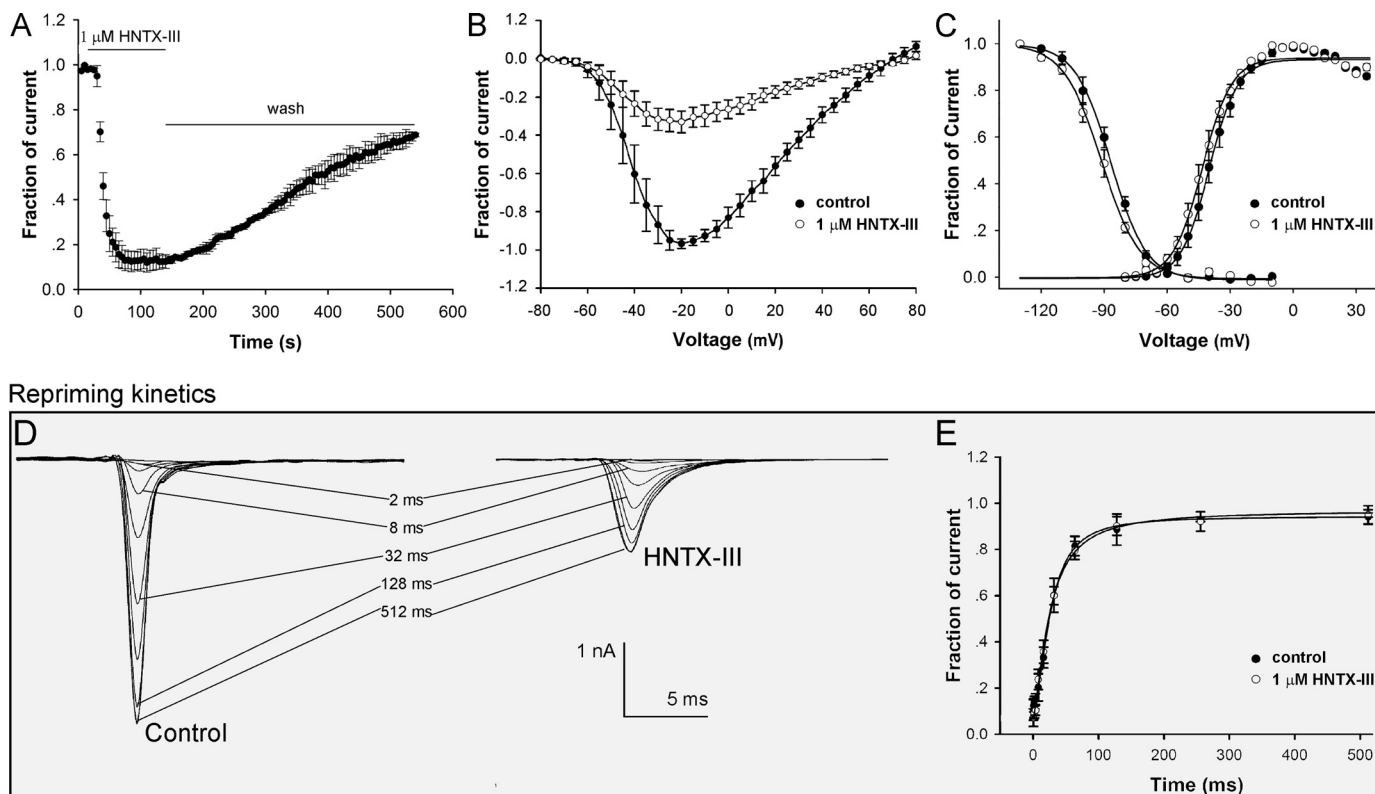 A
1 μM HNTX-III
wash
Fraction of current
1.2
1.0
.8
.6
.4
.2
0.0
0 100 200 300 400 500 600
Time (s)
B
Fraction of current
0.0
-0.2
-0.4
-0.6
-0.8
-1.0
-1.2
control
1 μM HNTX-III
-80 -60 -40 -20 0 20 40 60 80
Voltage (mV)
C
Fraction of Current
1.0
.8
.6
.4
.2
0.0
control
1 μM HNTX-III
-120 -90 -60 -30 0 30
Voltage (mV)
Repriming kinetics
D
2 ms
8 ms
32 ms
128 ms
512 ms
Control
HNTX-III
1 nA
5 ms
E
Fraction of current
1.2
1.0
.8
.6
.4
.2
0.0
control
1 μM HNTX-III
0 100 200 300 400 500
Time (ms)